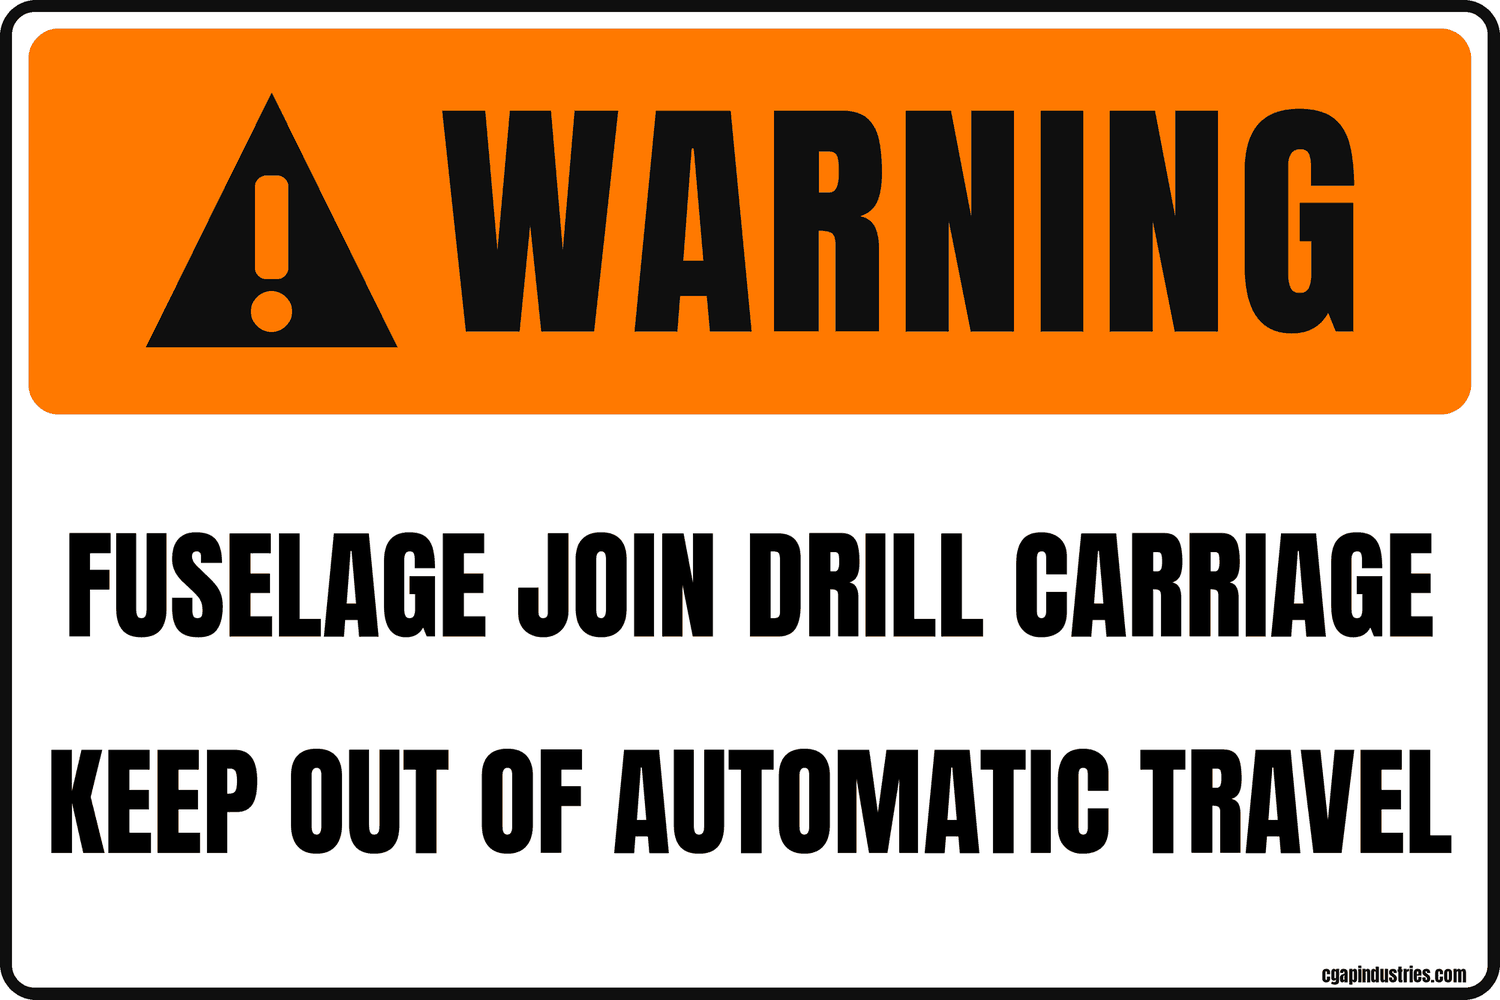 WARNING
FUSELAGE JOIN DRILL CARRIAGE
KEEP OUT OF AUTOMATIC TRAVEL
cgapindustries.com